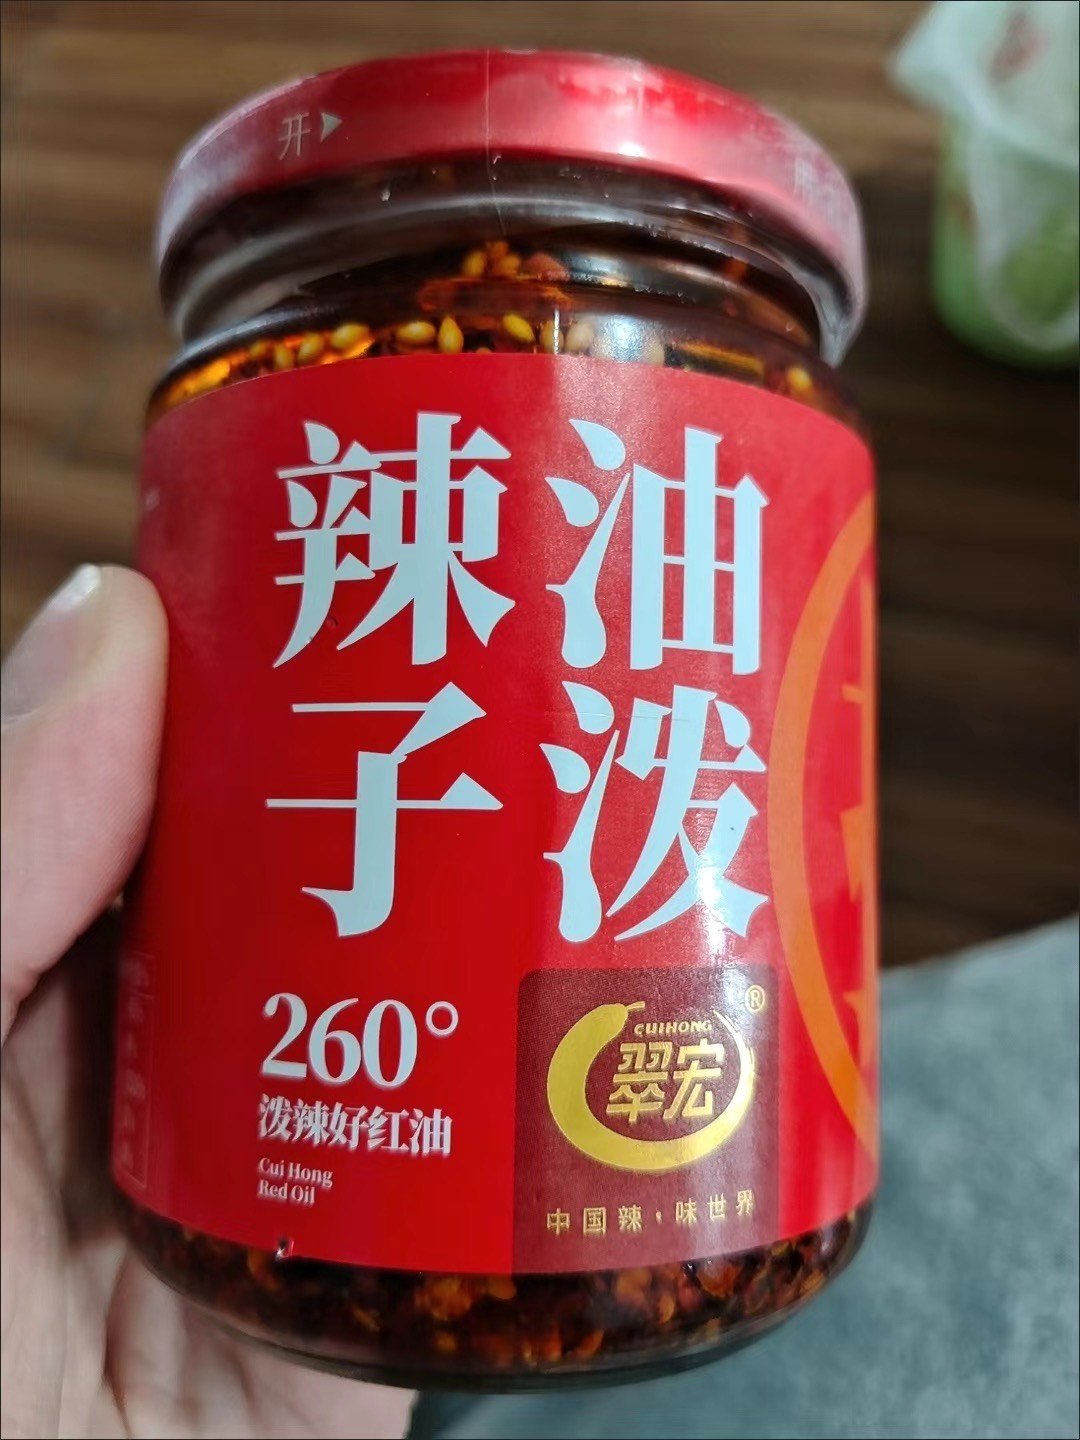 开
油泼
辣子
260°
泼辣好红油
Cui Hong
Red Oil
®
CUIHONG
翠宏
中国辣·味世界